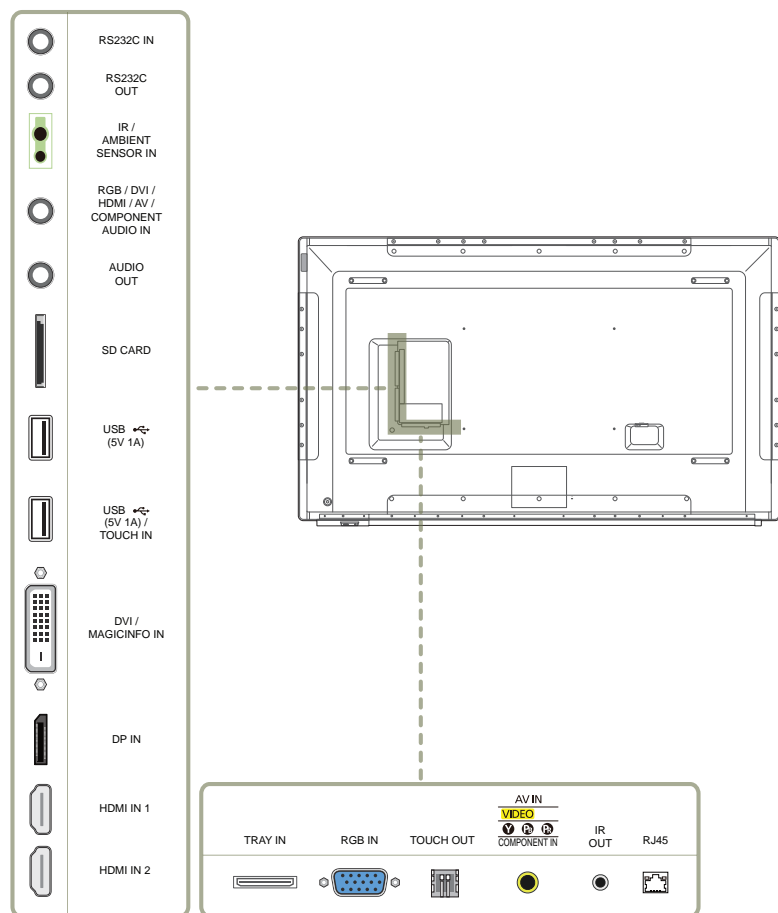 RS232C IN
RS232C
OUT
IR /
AMBIENT
SENSOR IN
RGB / DVI /
HDMI / AV /
COMPONENT
AUDIO IN
AUDIO
OUT
SD CARD
USB
(5V 1A)
USB
(5V 1A) /
TOUCH IN
DVI /
MAGICINFO IN
DP IN
HDMI IN 1
HDMI IN 2
TRAY IN
RGB IN
TOUCH OUT
AV IN
VIDEO
Y PB PR
COMPONENT IN
IR
OUT
RJ45